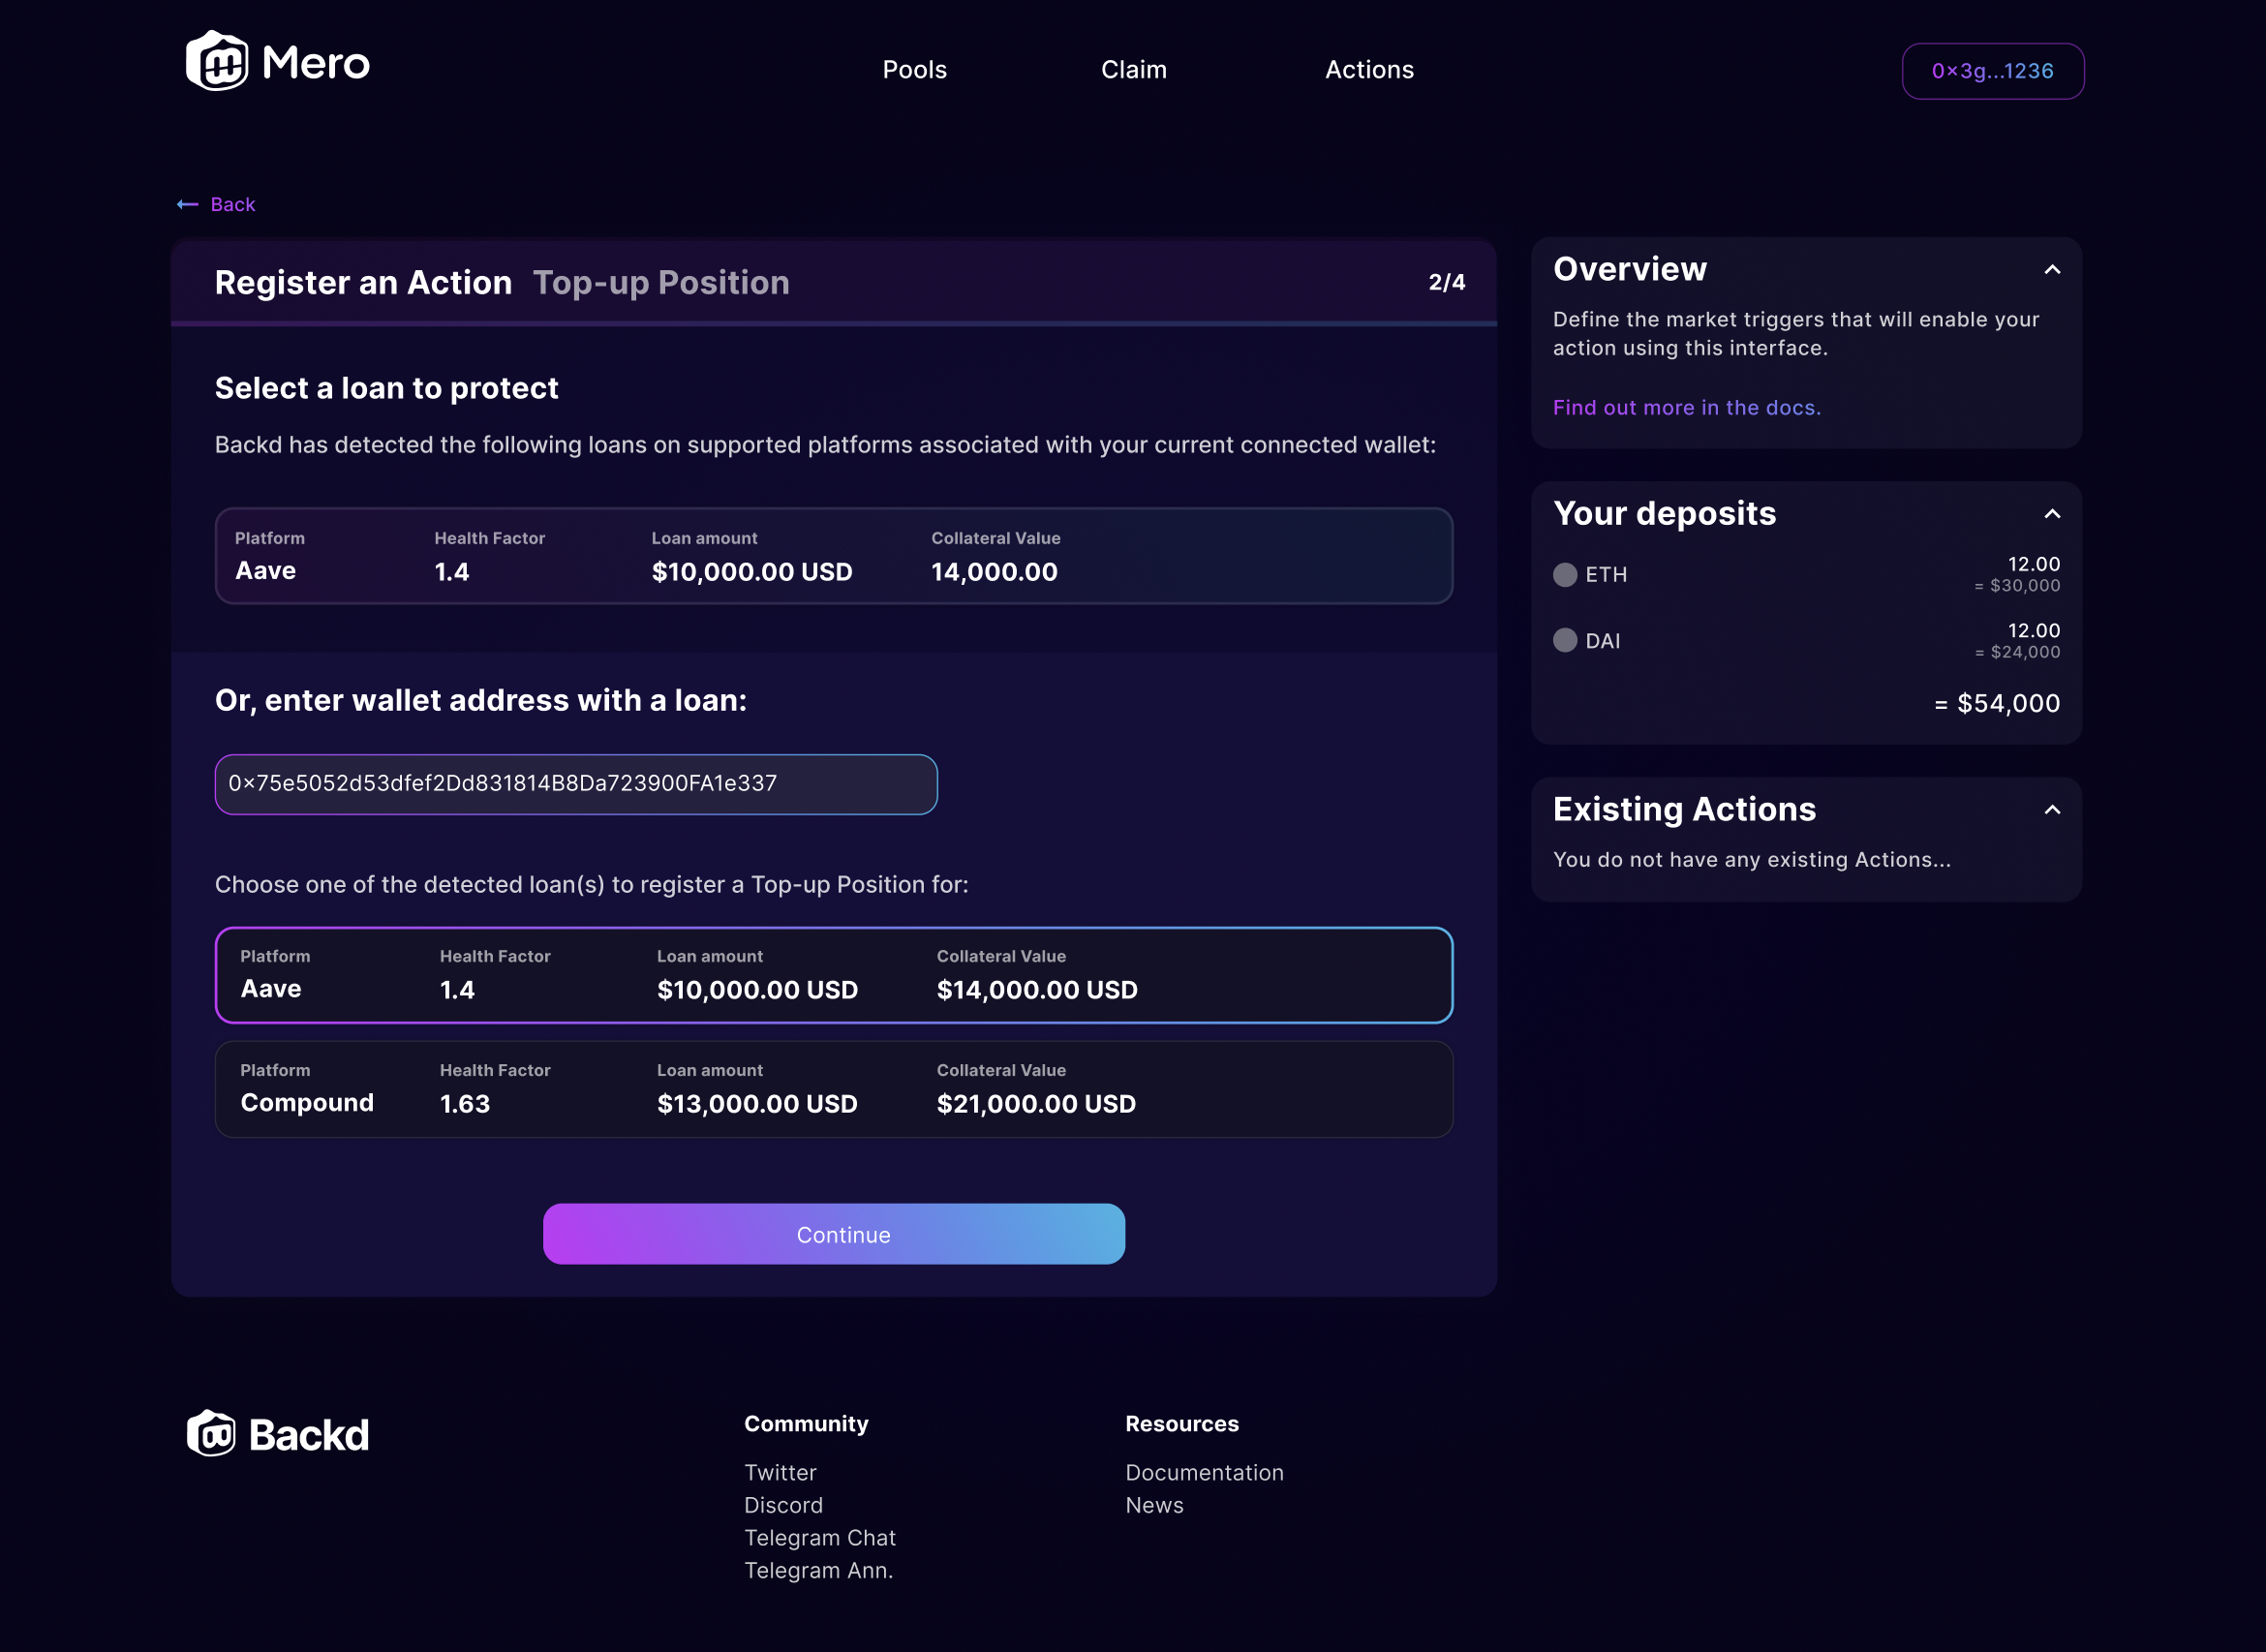 Mero
Pools
Claim
Actions
0x3g...1236
Back
Register an Action Top-up Position
2/4
Select a loan to protect
Backd has detected the following loans on supported platforms associated with your current connected wallet:
Platform Health Factor Loan amount Collateral Value
Aave 1.4 $10,000.00 USD 14,000.00
Or, enter wallet address with a loan:
0x75e5052d53dfef2Dd831814B8Da723900FA1e337
Choose one of the detected loan(s) to register a Top-up Position for:
Platform Health Factor Loan amount Collateral Value
Aave 1.4 $10,000.00 USD $14,000.00 USD
Platform Health Factor Loan amount Collateral Value
Compound 1.63 $13,000.00 USD $21,000.00 USD
Continue
Overview
Define the market triggers that will enable your
action using this interface.
Find out more in the docs.
Your deposits
ETH 12.00
= $30,000
DAI 12.00
= $24,000
= $54,000
Existing Actions
You do not have any existing Actions...
Backd
Community
Twitter
Discord
Telegram Chat
Telegram Ann.
Resources
Documentation
News